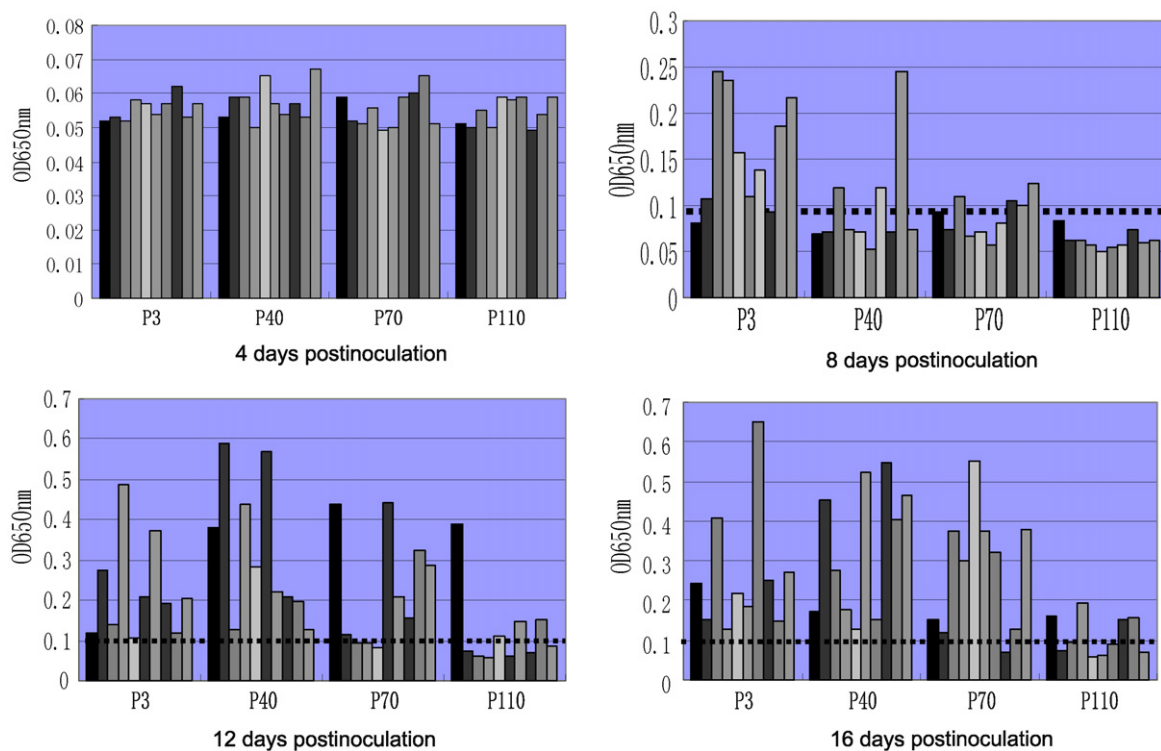 0.08
0.07
0.06
0.05
0.04
0.03
0.02
0.01
0
OD650nm
P3 P40 P70 P110
4 days postinoculation
0.3
0.25
0.2
0.15
0.1
0.05
0
OD650nm
P3 P40 P70 P110
8 days postinoculation
0.7
0.6
0.5
0.4
0.3
0.2
0.1
0
OD650nm
P3 P40 P70 P110
12 days postinoculation
0.7
0.6
0.5
0.4
0.3
0.2
0.1
0
OD650nm
P3 P40 P70 P110
16 days postinoculation